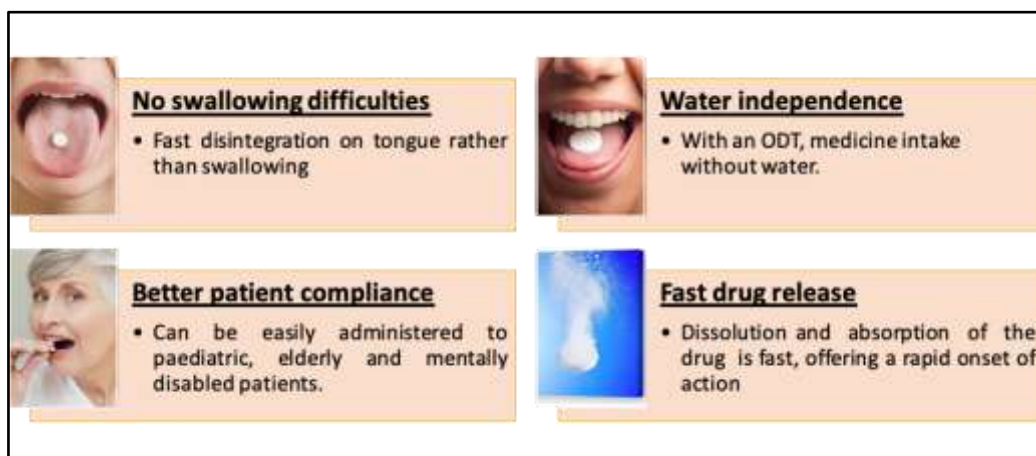 No swallowing difficulties
• Fast disintegration on tongue rather
than swallowing
Water independence
• With an ODT, medicine intake
without water.
Better patient compliance
• Can be easily administered to
paediatric, elderly and mentally
disabled patients.
Fast drug release
• Dissolution and absorption of the
drug is fast, offering a rapid onset of
action